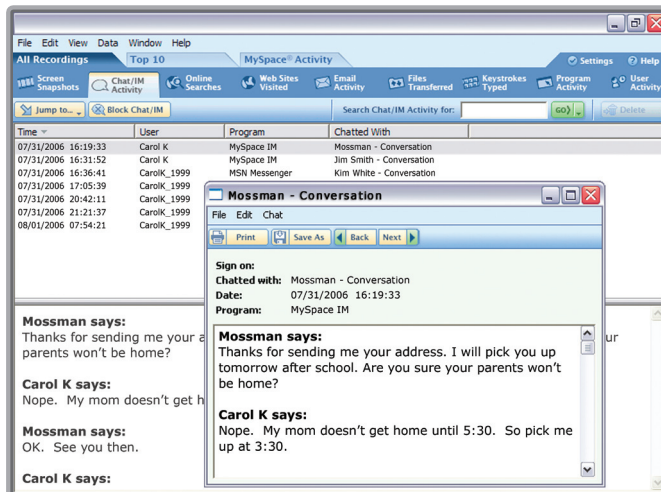 File Edit View Data Window Help
All Recordings Top 10 MySpace® Activity Settings Help
Screen Snapshots Chat/IM Activity Online Searches Web Sites Visited Email Activity Files Transferred Keystrokes Typed Program Activity User Activity
Jump to... Block Chat/IM Search Chat/IM Activity for: GO Delete
Time User Program Chatted With
07/31/2006 16:19:33 Carol K MySpace IM Mossman - Conversation
07/31/2006 16:31:52 Carol K MySpace IM Jim Smith - Conversation
07/31/2006 16:36:41 CarolK_1999 MSN Messenger Kim White - Conversation
07/31/2006 17:05:39 CarolK_1999
07/31/2006 20:42:11 CarolK_1999
07/31/2006 21:21:37 CarolK_1999
08/01/2006 07:54:21 CarolK_1999
Mossman says:
Thanks for sending me your a
parents won't be home?
Carol K says:
Nope. My mom doesn't get h
Mossman says:
OK. See you then.
Carol K says:
Mossman - Conversation
File Edit Chat
Print Save As Back Next
Sign on:
Chatted with: Mossman - Conversation
Date: 07/31/2006 16:19:33
Program: MySpace IM
Mossman says:
Thanks for sending me your address. I will pick you up
tomorrow after school. Are you sure your parents won't
be home?
Carol K says:
Nope. My mom doesn't get home until 5:30. So pick me
up at 3:30.